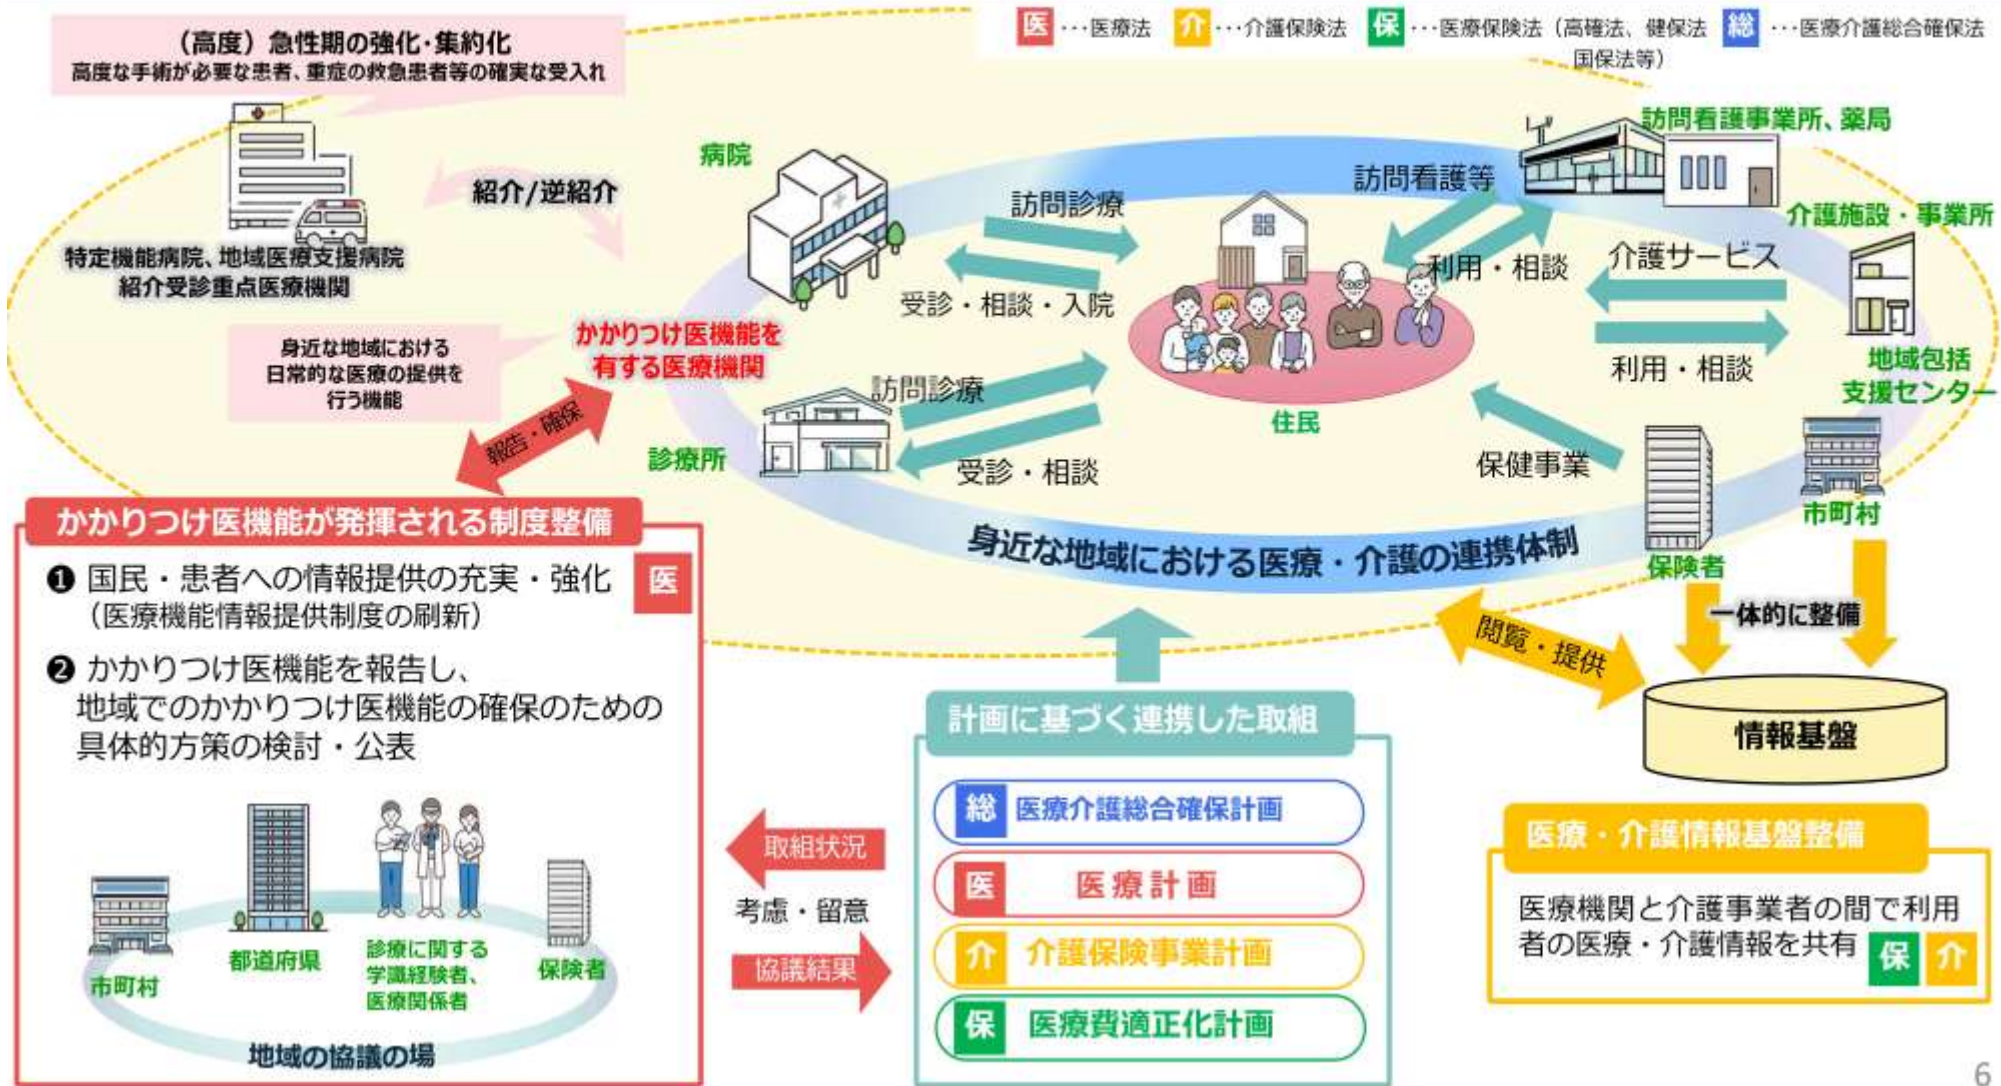 医 ･･･医療法 介 ･･･介護保険法 保 ･･･医療保険法（高確法、健保法 総 ･･･医療介護総合確保法
国保法等）
（高度）急性期の強化･集約化
高度な手術が必要な患者、重症の救急患者等の確実な受入れ
特定機能病院、地域医療支援病院
紹介受診重点医療機関
紹介/逆紹介
身近な地域における
日常的な医療の提供を
行う機能
かかりつけ医機能を
有する医療機関
病院
訪問診療
受診・相談・入院
診療所
訪問診療
受診・相談
住民
訪問看護事業所、薬局
訪問看護等
利用・相談
介護施設・事業所
介護サービス
利用・相談
地域包括
支援センター
保健事業
保険者
市町村
身近な地域における医療・介護の連携体制
報告・確保
かかりつけ医機能が発揮される制度整備
❶ 国民・患者への情報提供の充実・強化 医
（医療機能情報提供制度の刷新）
❷ かかりつけ医機能を報告し、
地域でのかかりつけ医機能の確保のための
具体的方策の検討・公表
市町村
都道府県
診療に関する
学識経験者、
医療関係者
保険者
地域の協議の場
取組状況
考慮・留意
協議結果
計画に基づく連携した取組
総 医療介護総合確保計画
医 医療計画
介 介護保険事業計画
保 医療費適正化計画
一体的に整備
閲覧・提供
情報基盤
医療・介護情報基盤整備
医療機関と介護事業者の間で利用
者の医療・介護情報を共有 保 介
6